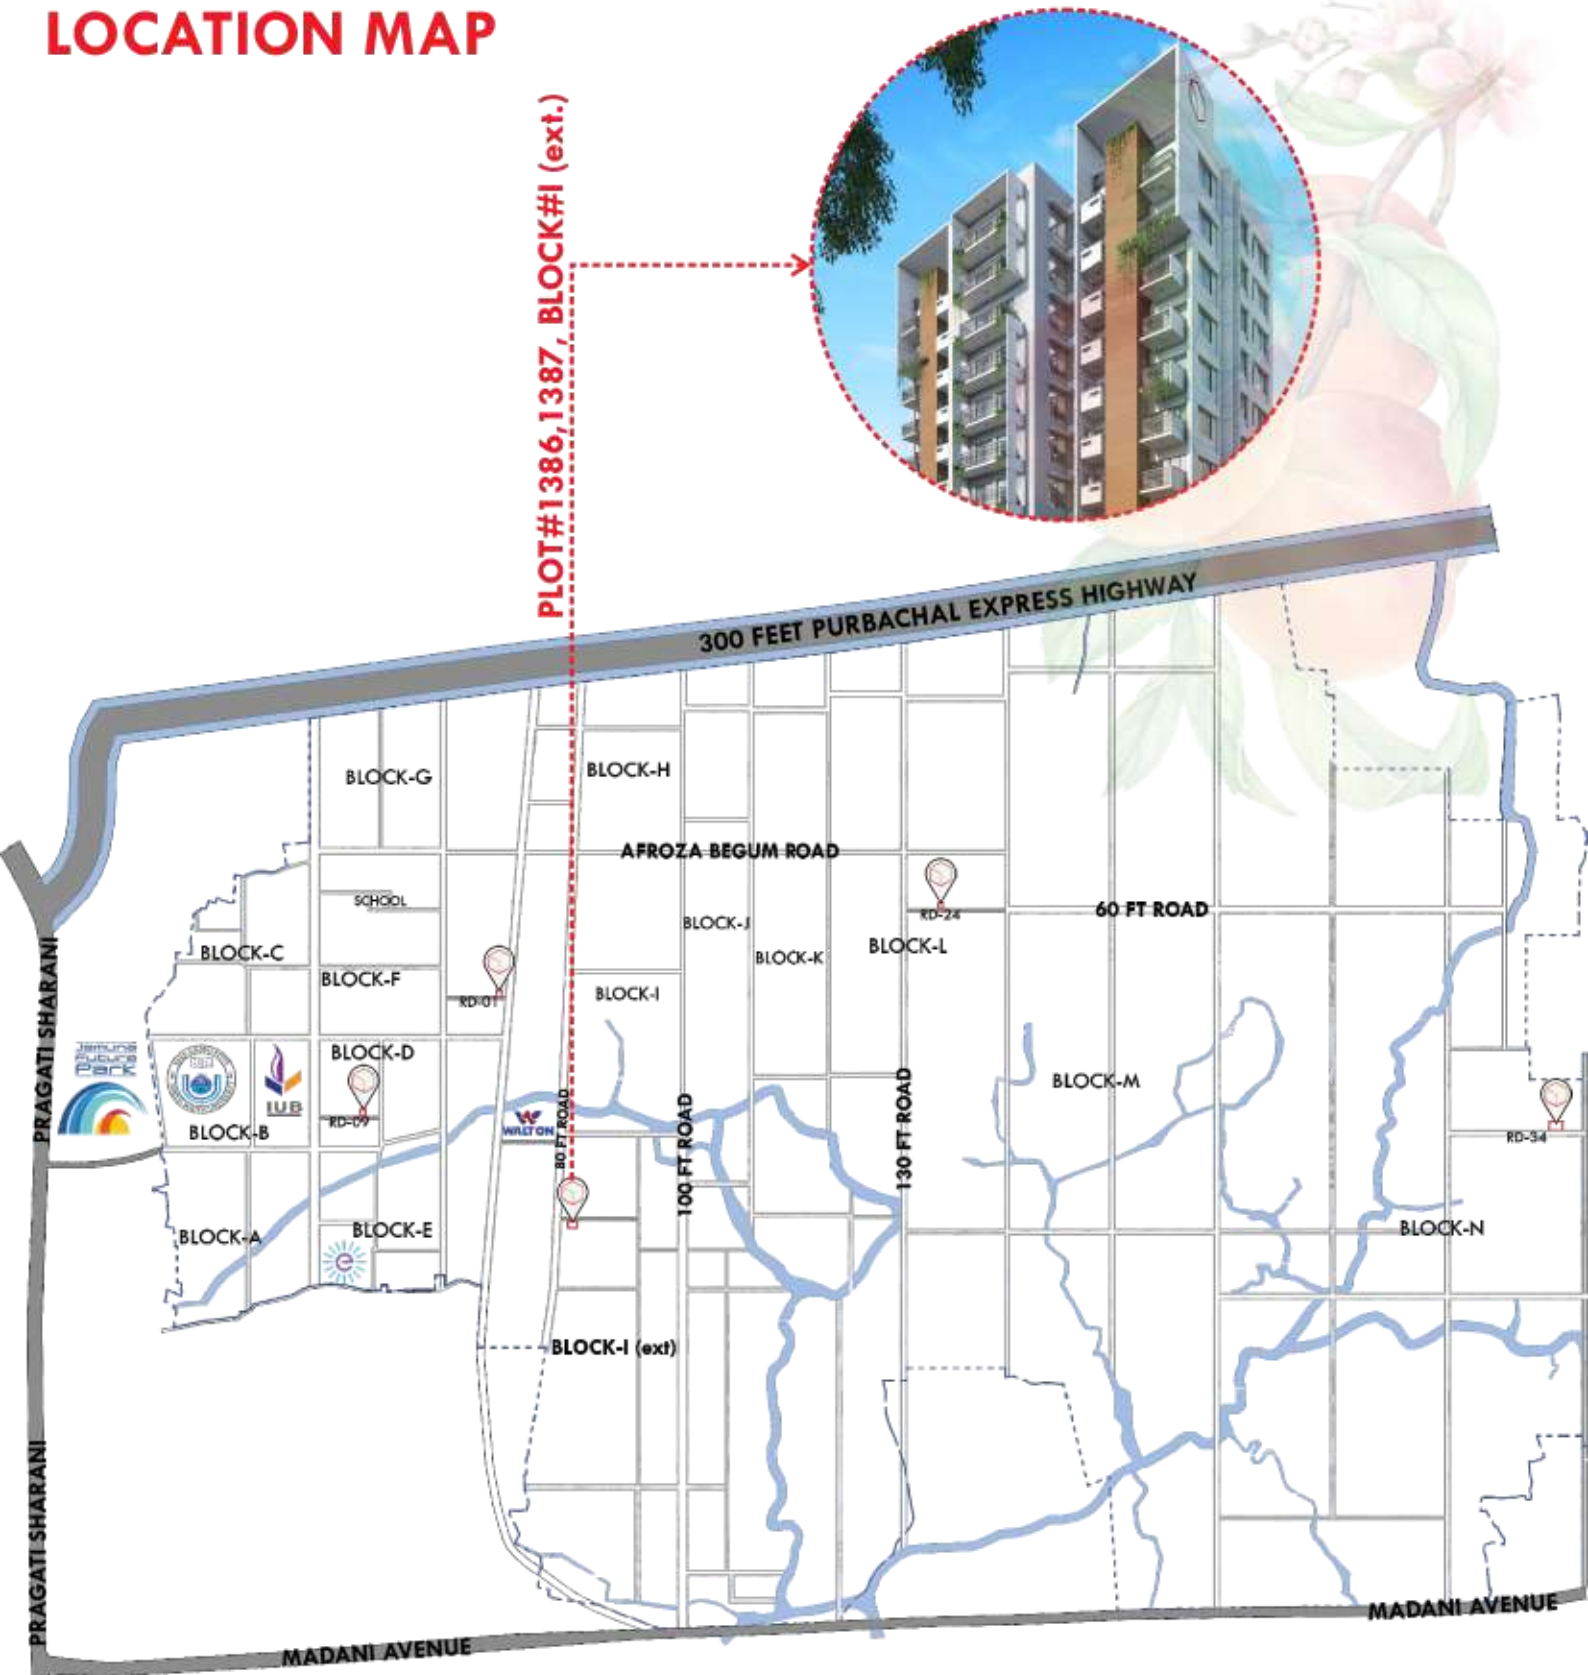 LOCATION MAP
PLOT#1386,1387, BLOCK#I (ext.)
300 FEET PURBACHAL EXPRESS HIGHWAY
BLOCK-G
BLOCK-H
AFROZA BEGUM ROAD
SCHOOL
RD-24
60 FT ROAD
BLOCK-J
BLOCK-C
BLOCK-K
BLOCK-L
BLOCK-F
BLOCK-I
RD-01
PRAGATI SHARANI
Jamuna
Future
Park
BLOCK-D
IUB
BLOCK-M
RD-09
BLOCK-B
WALTON
80 FT ROAD
100 FT ROAD
130 FT ROAD
RD-34
BLOCK-A
BLOCK-E
e
BLOCK-N
BLOCK-I (ext)
PRAGATI SHARANI
MADANI AVENUE
MADANI AVENUE